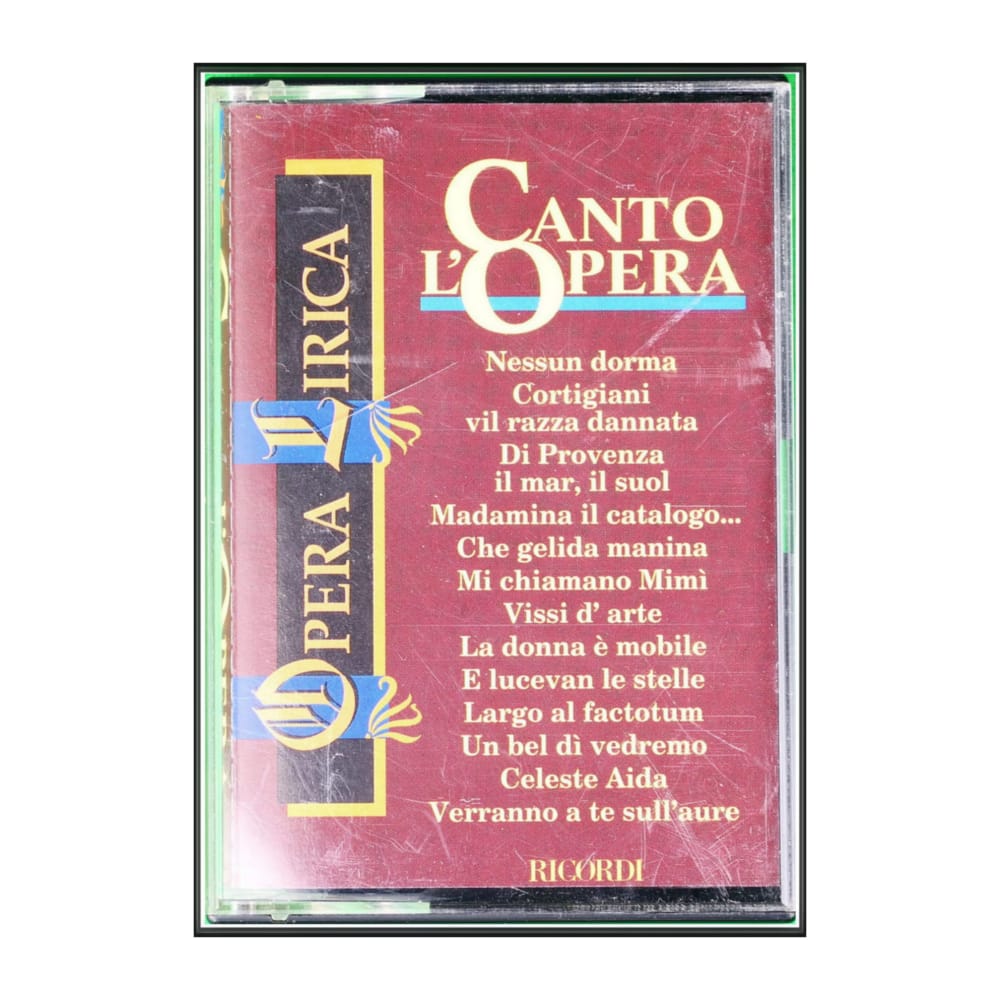 OPERA LIRICA
CANTO
L'OPERA
Nessun dorma
Cortigiani
vil razza dannata
Di Provenza
il mar, il suol
Madamina il catalogo...
Che gelida manina
Mi chiamano Mimì
Vissi d' arte
La donna è mobile
E lucevan le stelle
Largo al factotum
Un bel dì vedremo
Celeste Aida
Verranno a te sull'aure
RICORDI